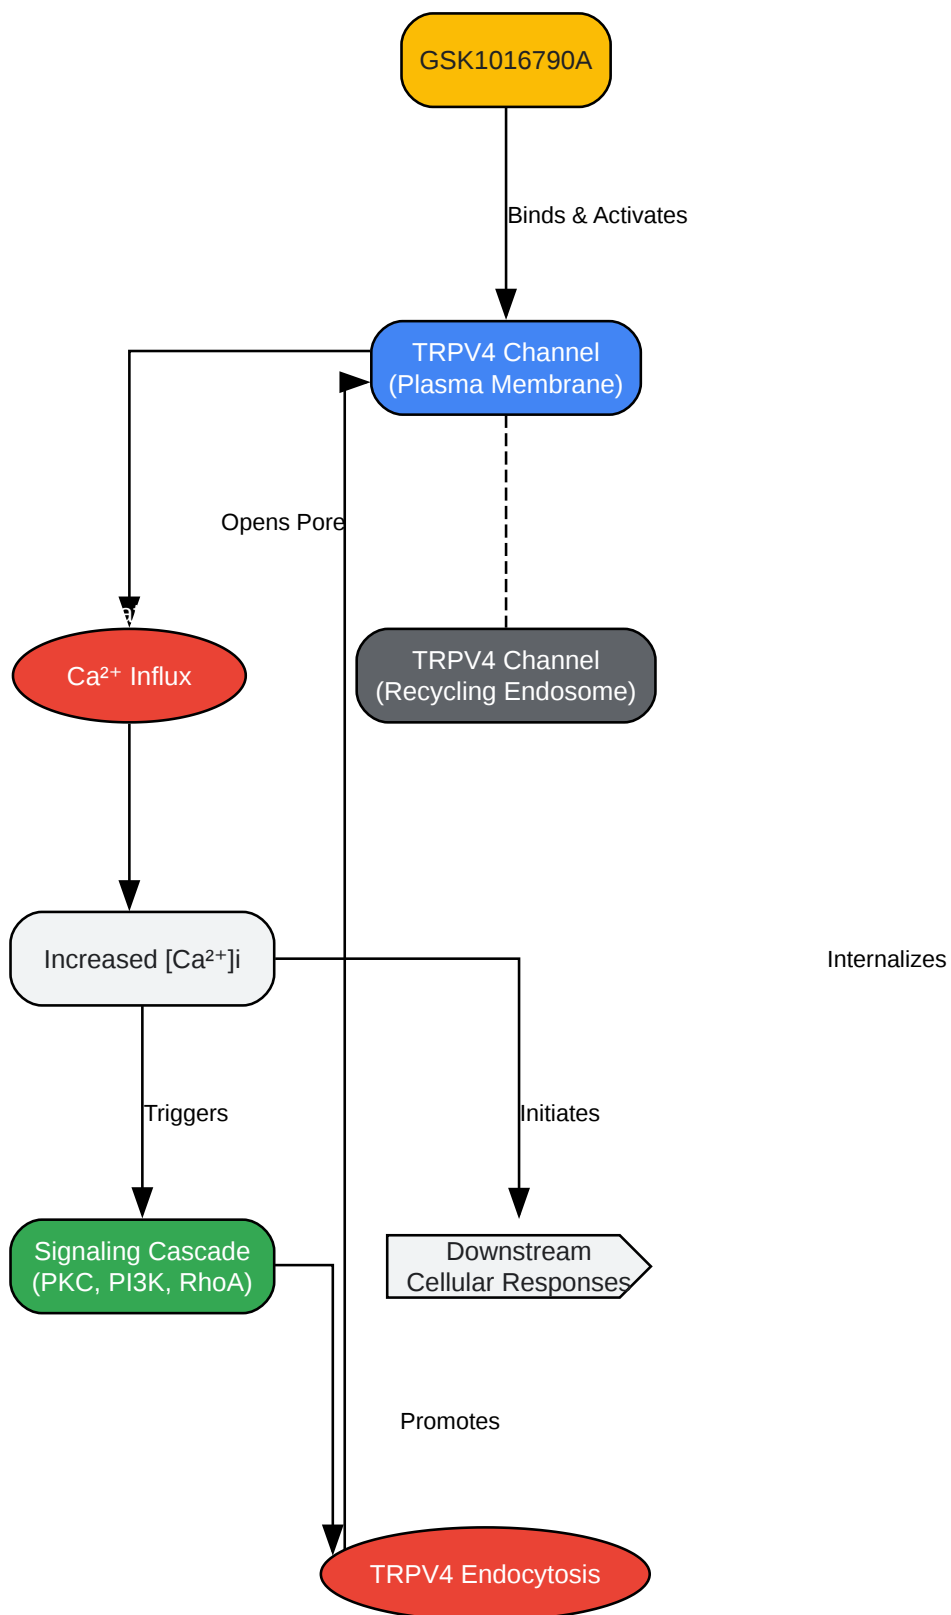 GSK1016790A
Binds & Activates
TRPV4 Channel
(Plasma Membrane)
Opens Pore
Ca²⁺ Influx
TRPV4 Channel
(Recycling Endosome)
Increased [Ca²⁺]i
Internalizes
Triggers
Initiates
Signaling Cascade
(PKC, PI3K, RhoA)
Downstream
Cellular Responses
Promotes
TRPV4 Endocytosis